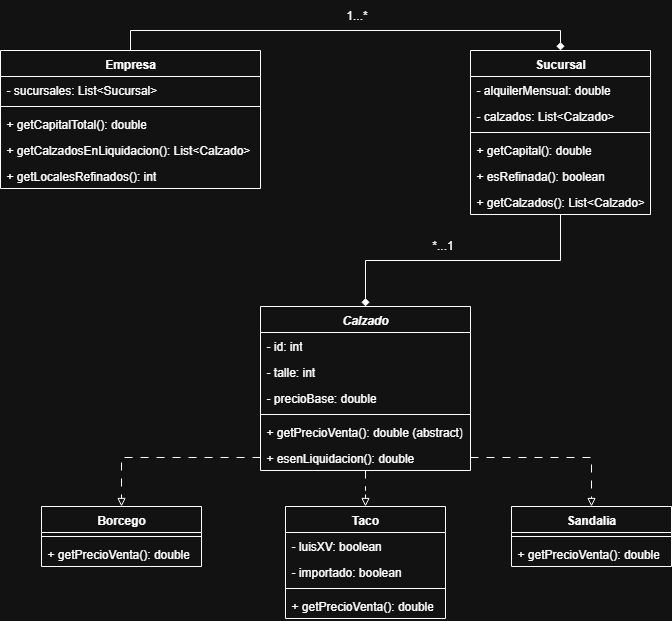 1...*
Empresa
- sucursales: List<Sucursal>
+ getCapitalTotal(): double
+ getCalzadosEnLiquidacion(): List<Calzado>
+ getLocalesRefinados(): int
Sucursal
- alquilerMensual: double
- calzados: List<Calzado>
+ getCapital(): double
+ esRefinada(): boolean
+ getCalzados(): List<Calzado>
*...1
Calzado
- id: int
- talle: int
- precioBase: double
+ getPrecioVenta(): double (abstract)
+ esenLiquidacion(): double
Borcego
+ getPrecioVenta(): double
Taco
- luisXV: boolean
- importado: boolean
+ getPrecioVenta(): double
Sandalia
+ getPrecioVenta(): double